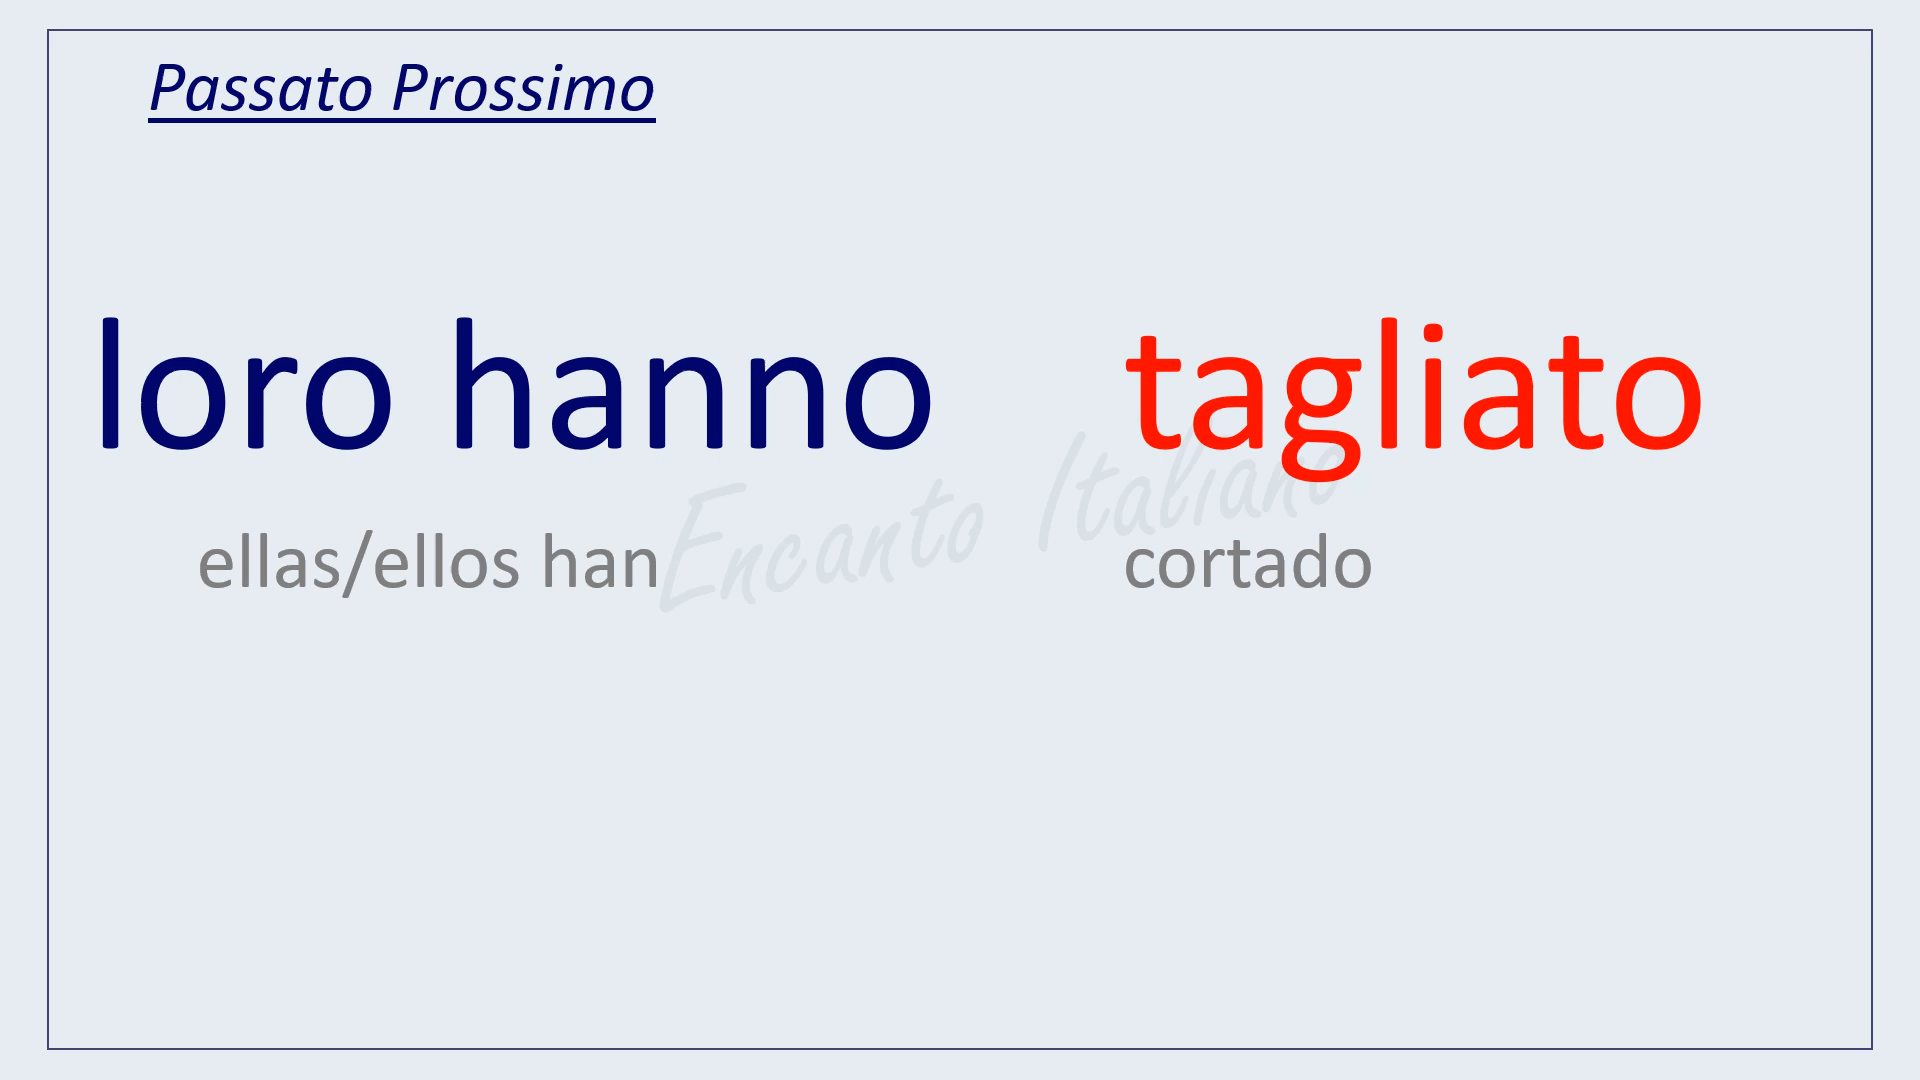 Passato Prossimo
loro hanno tagliato
Encanto Italiano
ellas/ellos han cortado